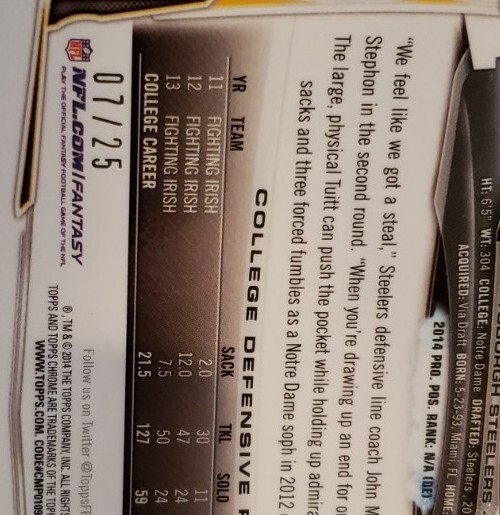 PITTSBURGH STEELERS
HT: 6'5" WT: 304 COLLEGE: Notre Dame DRAFTED: Steelers
ACQUIRED: Via Draft BORN: 5-23-93, Miami, FL HOME:
2014 PRO. POS. RANK: N/A (DE)
"We feel like we got a steal," Steelers defensive line coach John M
Stephon in the second round. "When you're drawing up an end for
The large, physical Tuitt can push the pocket while holding up
sacks and three forced fumbles as a Notre Dame soph in 2012
COLLEGE DEFENSIVE
YR TEAM SACK TKL SOLO
11 FIGHTING IRISH 2.0 30 11
12 FIGHTING IRISH 12.0 47 24
13 FIGHTING IRISH 7.5 50 24
COLLEGE CAREER 21.5 127 59
07/25
Follow us on Twitter @ToppsF
NFL
NFL.COM/FANTASY
PLAY THE OFFICIAL FANTASY FOOTBALL GAME OF THE NFL
®, TM & © 2014 THE TOPPS COMPANY, INC. ALL RIGHTS
TOPPS AND TOPPS CHROME ARE TRADEMARKS OF
WWW.TOPPS.COM. CODE#CMP01